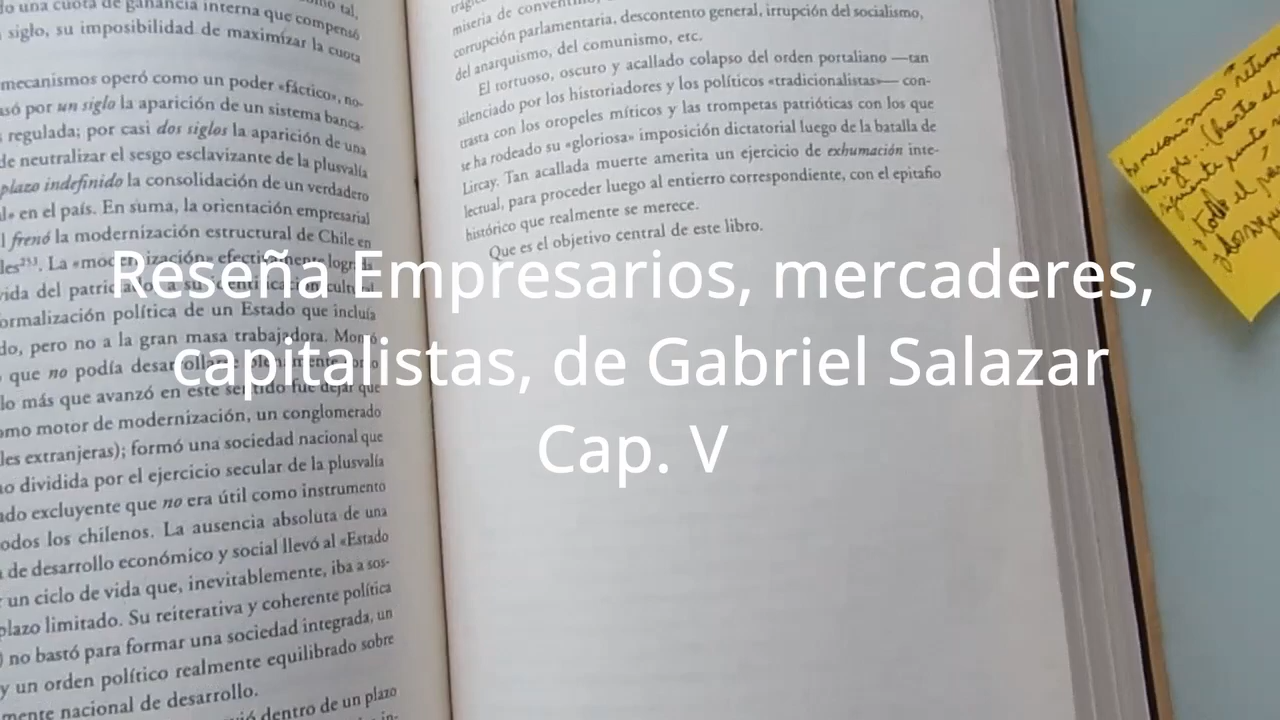 do una cuota de ganancia interna que compensó
siglo, su imposibilidad de maximizar la cuota
mecanismos operó como un poder «fáctico», no-
asó por un siglo la aparición de un sistema banca-
regulada; por casi dos siglos la aparición de una
de neutralizar el sesgo esclavizante de la plusvalía
plazo indefinido la consolidación de un verdadero
en el país. En suma, la orientación empresarial
frenó la modernización estructural de Chile en
La «modernización» efectivamente
vida del
formalización política de un Estado que incluía
do, pero no a la gran masa trabajadora.
que no podía
lo más que avanzó en este sentido fue dejar que
omo motor de modernización, un conglomerado
les extranjeras); formó una sociedad nacional que
o dividida por el ejercicio secular de la plusvalía
ado excluyente que no era útil como instrumento
odos los chilenos. La ausencia absoluta de una
de desarrollo económico y social llevó al «Estado
un ciclo de vida que, inevitablemente, iba a sos-
plazo limitado. Su reiterativa y coherente política
) no bastó para formar una sociedad integrada, un
y un orden político realmente equilibrado sobre
mente nacional de desarrollo.
dentro de un plazo
miseria de
corrupción parlamentaria, descontento general, irrupción del socialismo,
del anarquismo, del comunismo, etc.
El tortuoso, oscuro y acallado colapso del orden portaliano —tan
silenciado por los historiadores y los políticos «tradicionalistas»— con-
trasta con los oropeles míticos y las trompetas patrióticas con los que
se ha rodeado su «gloriosa» imposición dictatorial luego de la batalla de
Lircay. Tan acallada muerte amerita un ejercicio de exhumación inte-
lectual, para proceder luego al entierro correspondiente, con el epitafio
histórico que realmente se merece.
Que es el objetivo central de este libro.
Reseña Empresarios, mercaderes,
capitalistas, de Gabriel Salazar
Cap. V